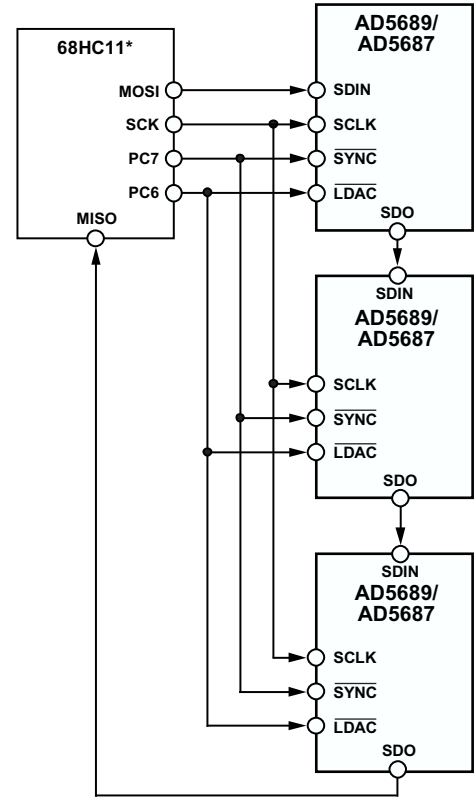 68HC11*
MOSI
SCK
PC7
PC6
MISO
AD5689/
AD5687
SDIN
SCLK
SYNC
LDAC
SDO
SDIN
AD5689/
AD5687
SCLK
SYNC
LDAC
SDO
SDIN
AD5689/
AD5687
SCLK
SYNC
LDAC
SDO